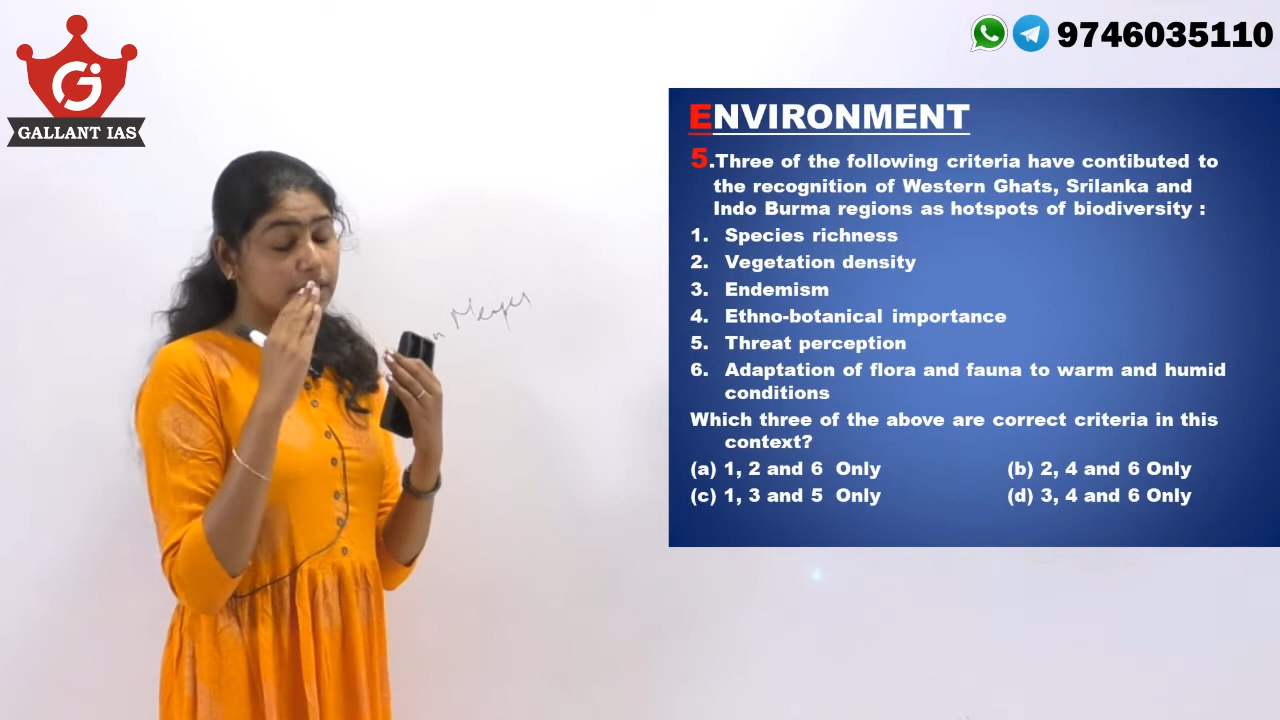 GALLANT IAS
9746035110
ENVIRONMENT
5.Three of the following criteria have contibuted to
the recognition of Western Ghats, Srilanka and
Indo Burma regions as hotspots of biodiversity :
1. Species richness
2. Vegetation density
3. Endemism
4. Ethno-botanical importance
5. Threat perception
6. Adaptation of flora and fauna to warm and humid
conditions
Which three of the above are correct criteria in this
context?
(a) 1, 2 and 6 Only (b) 2, 4 and 6 Only
(c) 1, 3 and 5 Only (d) 3, 4 and 6 Only